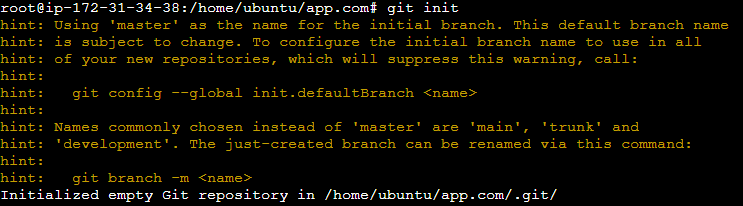 root@ip-172-31-34-38:/home/ubuntu/app.com# git init
hint: Using 'master' as the name for the initial branch. This default branch name
hint: is subject to change. To configure the initial branch name to use in all
hint: of your new repositories, which will suppress this warning, call:
hint:
hint:   git config --global init.defaultBranch <name>
hint:
hint: Names commonly chosen instead of 'master' are 'main', 'trunk' and
hint: 'development'. The just-created branch can be renamed via this command:
hint:
hint:   git branch -m <name>
Initialized empty Git repository in /home/ubuntu/app.com/.git/